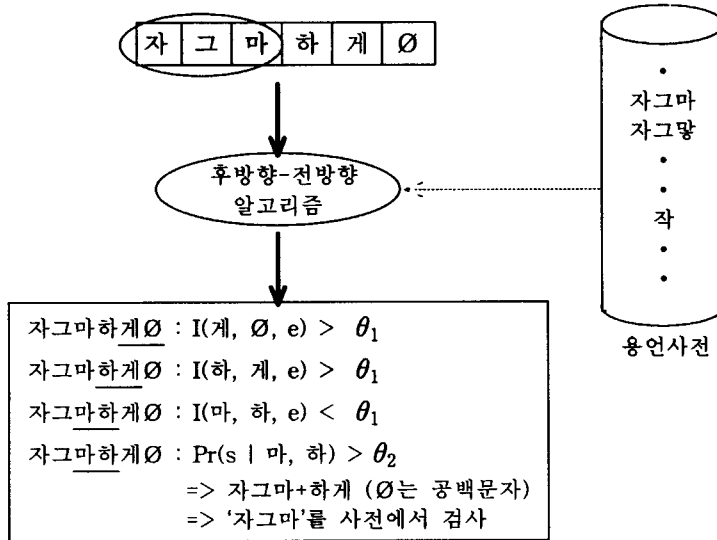 자 그 마 하 게 Ø
자그마
자그맣
작
용언사전
후방향-전방향
알고리즘
자그마하게Ø : I(게, Ø, e) > θ₁
자그마하게Ø : I(하, 게, e) > θ₁
자그마하게Ø : I(마, 하, e) < θ₁
자그마하게Ø : Pr(s | 마, 하) > θ₂
=> 자그마+하게 (Ø는 공백문자)
=> ‘자그마’를 사전에서 검사